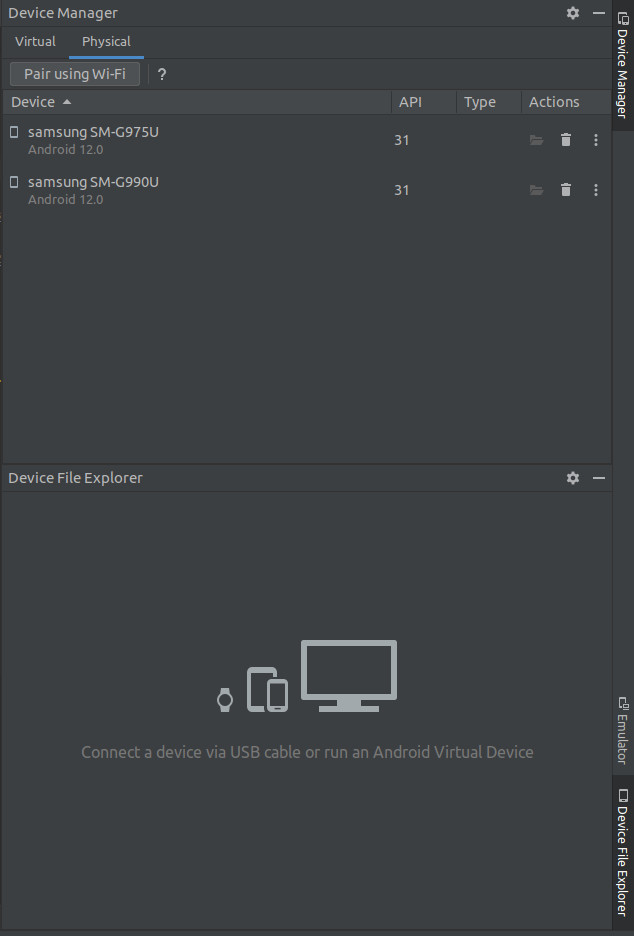 Device Manager
Virtual Physical
Pair using Wi-Fi ?
Device API Type Actions
samsung SM-G975U
Android 12.0
31
samsung SM-G990U
Android 12.0
31
Device File Explorer
Connect a device via USB cable or run an Android Virtual Device
Device Manager
Emulator
Device File Explorer